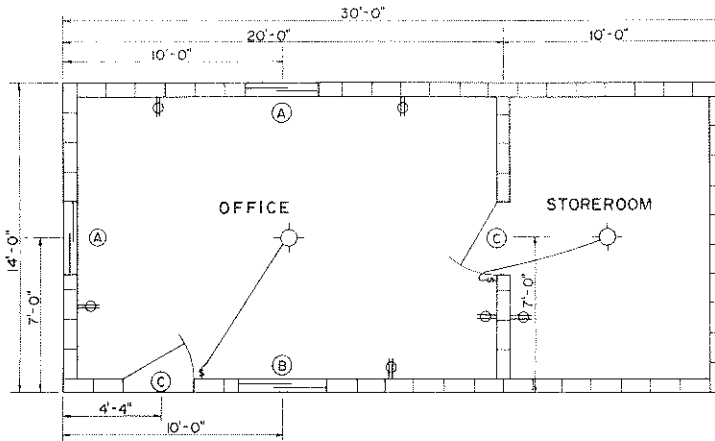 30'-0"
20'-0" 10'-0"
10'-0"
A
OFFICE STOREROOM
A C
14'-0"
7'-0" 7'-0"
S
S
C B
4'-4"
10'-0"